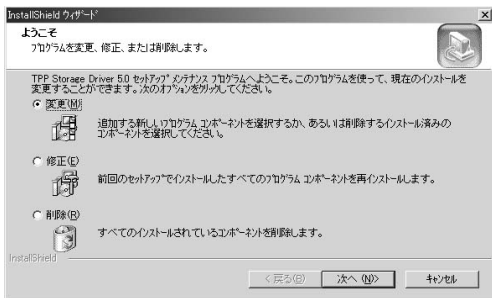 InstallShield ウィザード
ようこそ
プログラムを変更、修正、または削除します。
TPP Storage Driver 5.0 セットアップ メンテナンス プログラムへようこそ。このプログラムを使って、現在のインストールを
変更することができます。次のオプションをクリックしてください。
変更(M)
追加する新しいプログラム コンポーネントを選択するか、あるいは削除するインストール済みの
コンポーネントを選択してください。
修正(E)
前回のセットアップでインストールしたすべてのプログラム コンポーネントを再インストールします。
削除(R)
すべてのインストールされているコンポーネントを削除します。
InstallShield
< 戻る(B)
次へ (N)>
キャンセル